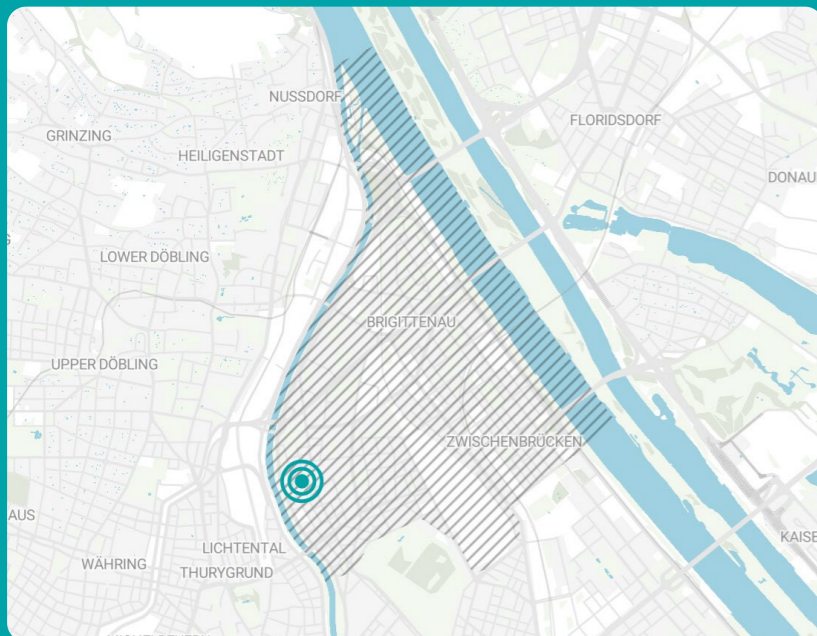 NUSSDORF
FLORIDSDORF
GRINZING
HEILIGENSTADT
DONAU
LOWER DÖBLING
BRIGITTENAU
UPPER DÖBLING
ZWISCHENBRÜCKEN
AUS
LICHTENTAL
KAISE
WÄHRING
THURYGRUND